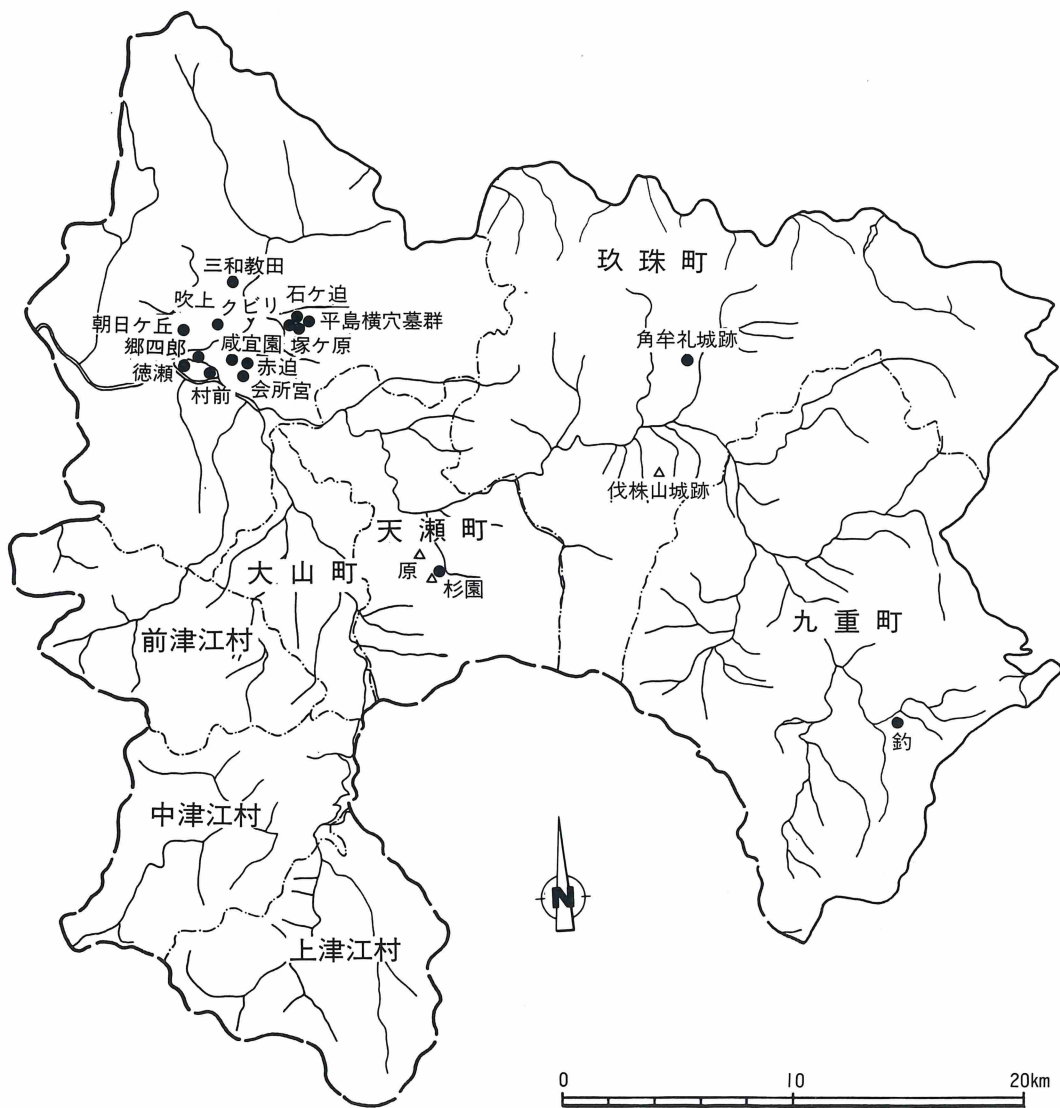 玖珠町
三和教田
石ケ迫
吹上
クビリ
平島横穴墓群
朝日ケ丘
咸宜園
塚ケ原
郷四郎
赤迫
徳瀬
会所宮
村前
角牟礼城跡
伐株山城跡
天瀬町
原
杉園
大山町
前津江村
九重町
釣
中津江村
上津江村
N
0 10 20km